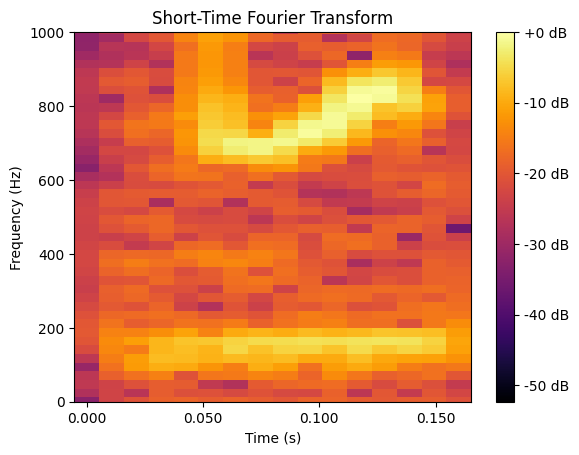 Short-Time Fourier Transform
1000
800
600
400
200
0
Frequency (Hz)
0.000
0.050
0.100
0.150
Time (s)
+0 dB
-10 dB
-20 dB
-30 dB
-40 dB
-50 dB